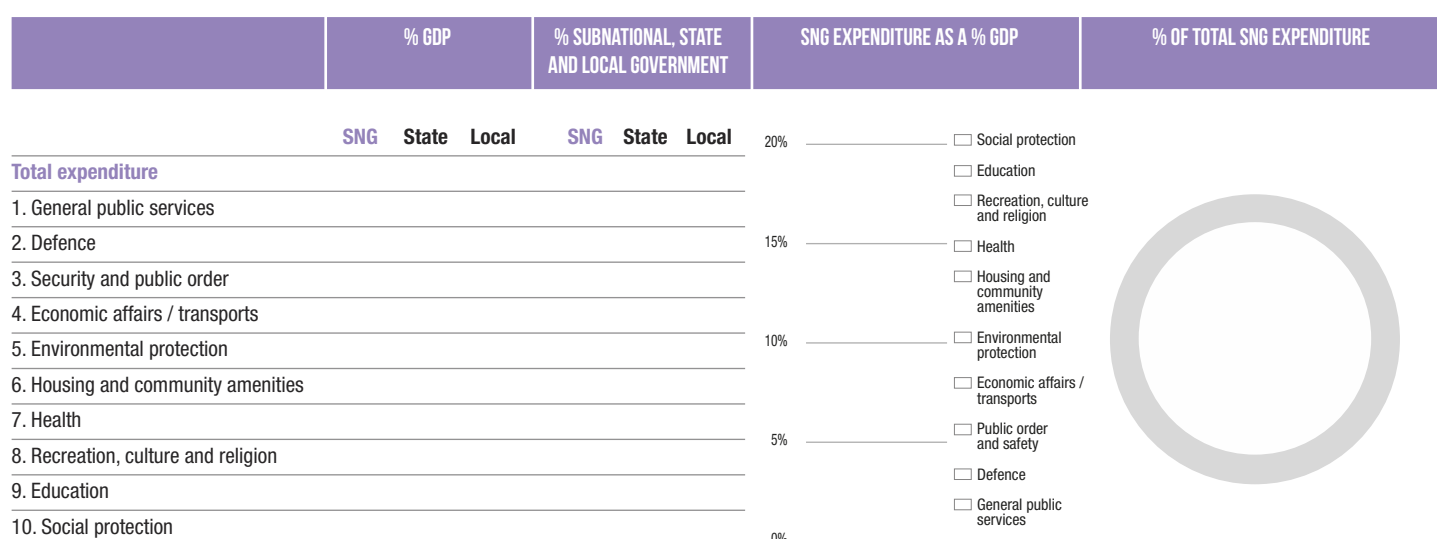 % GDP
% SUBNATIONAL, STATE
AND LOCAL GOVERNMENT
SNG EXPENDITURE AS A % GDP
% OF TOTAL SNG EXPENDITURE
SNG State Local SNG State Local
Total expenditure
1. General public services
2. Defence
3. Security and public order
4. Economic affairs / transports
5. Environmental protection
6. Housing and community amenities
7. Health
8. Recreation, culture and religion
9. Education
10. Social protection
20%
15%
10%
5%
0%
Social protection
Education
Recreation, culture
and religion
Health
Housing and
community
amenities
Environmental
protection
Economic affairs /
transports
Public order
and safety
Defence
General public
services